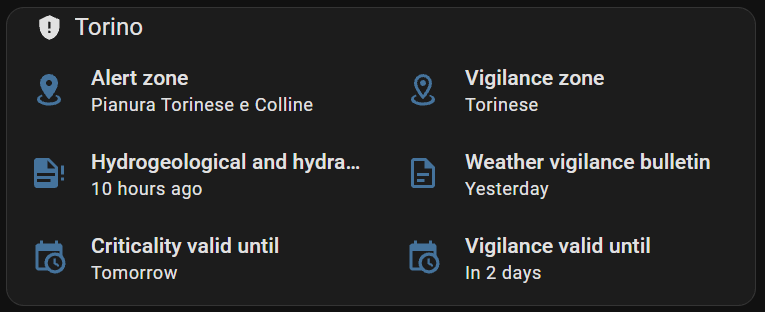 Torino
Alert zone
Pianura Torinese e Colline
Vigilance zone
Torinese
Hydrogeological and hydra...
10 hours ago
Weather vigilance bulletin
Yesterday
Criticality valid until
Tomorrow
Vigilance valid until
In 2 days